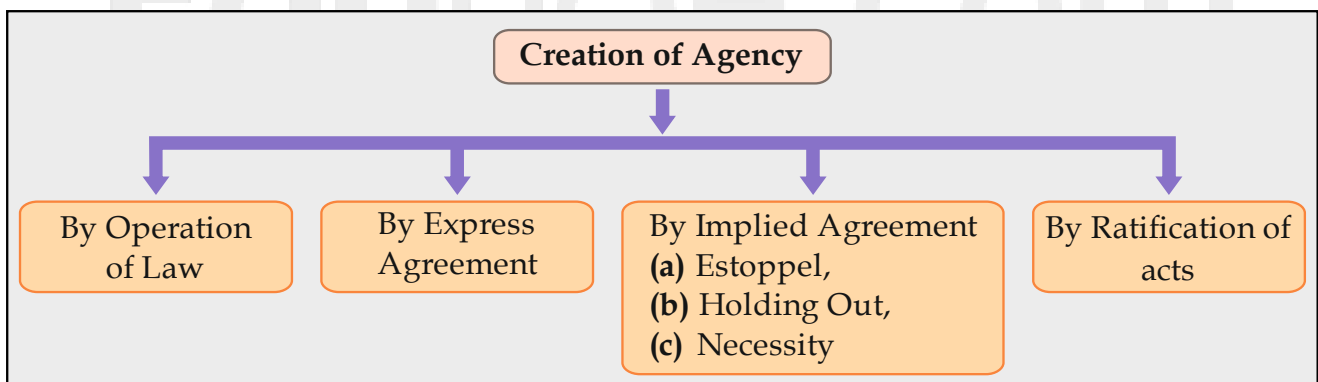 Creation of Agency
By Operation
of Law
By Express
Agreement
By Implied Agreement
(a) Estoppel,
(b) Holding Out,
(c) Necessity
By Ratification of
acts